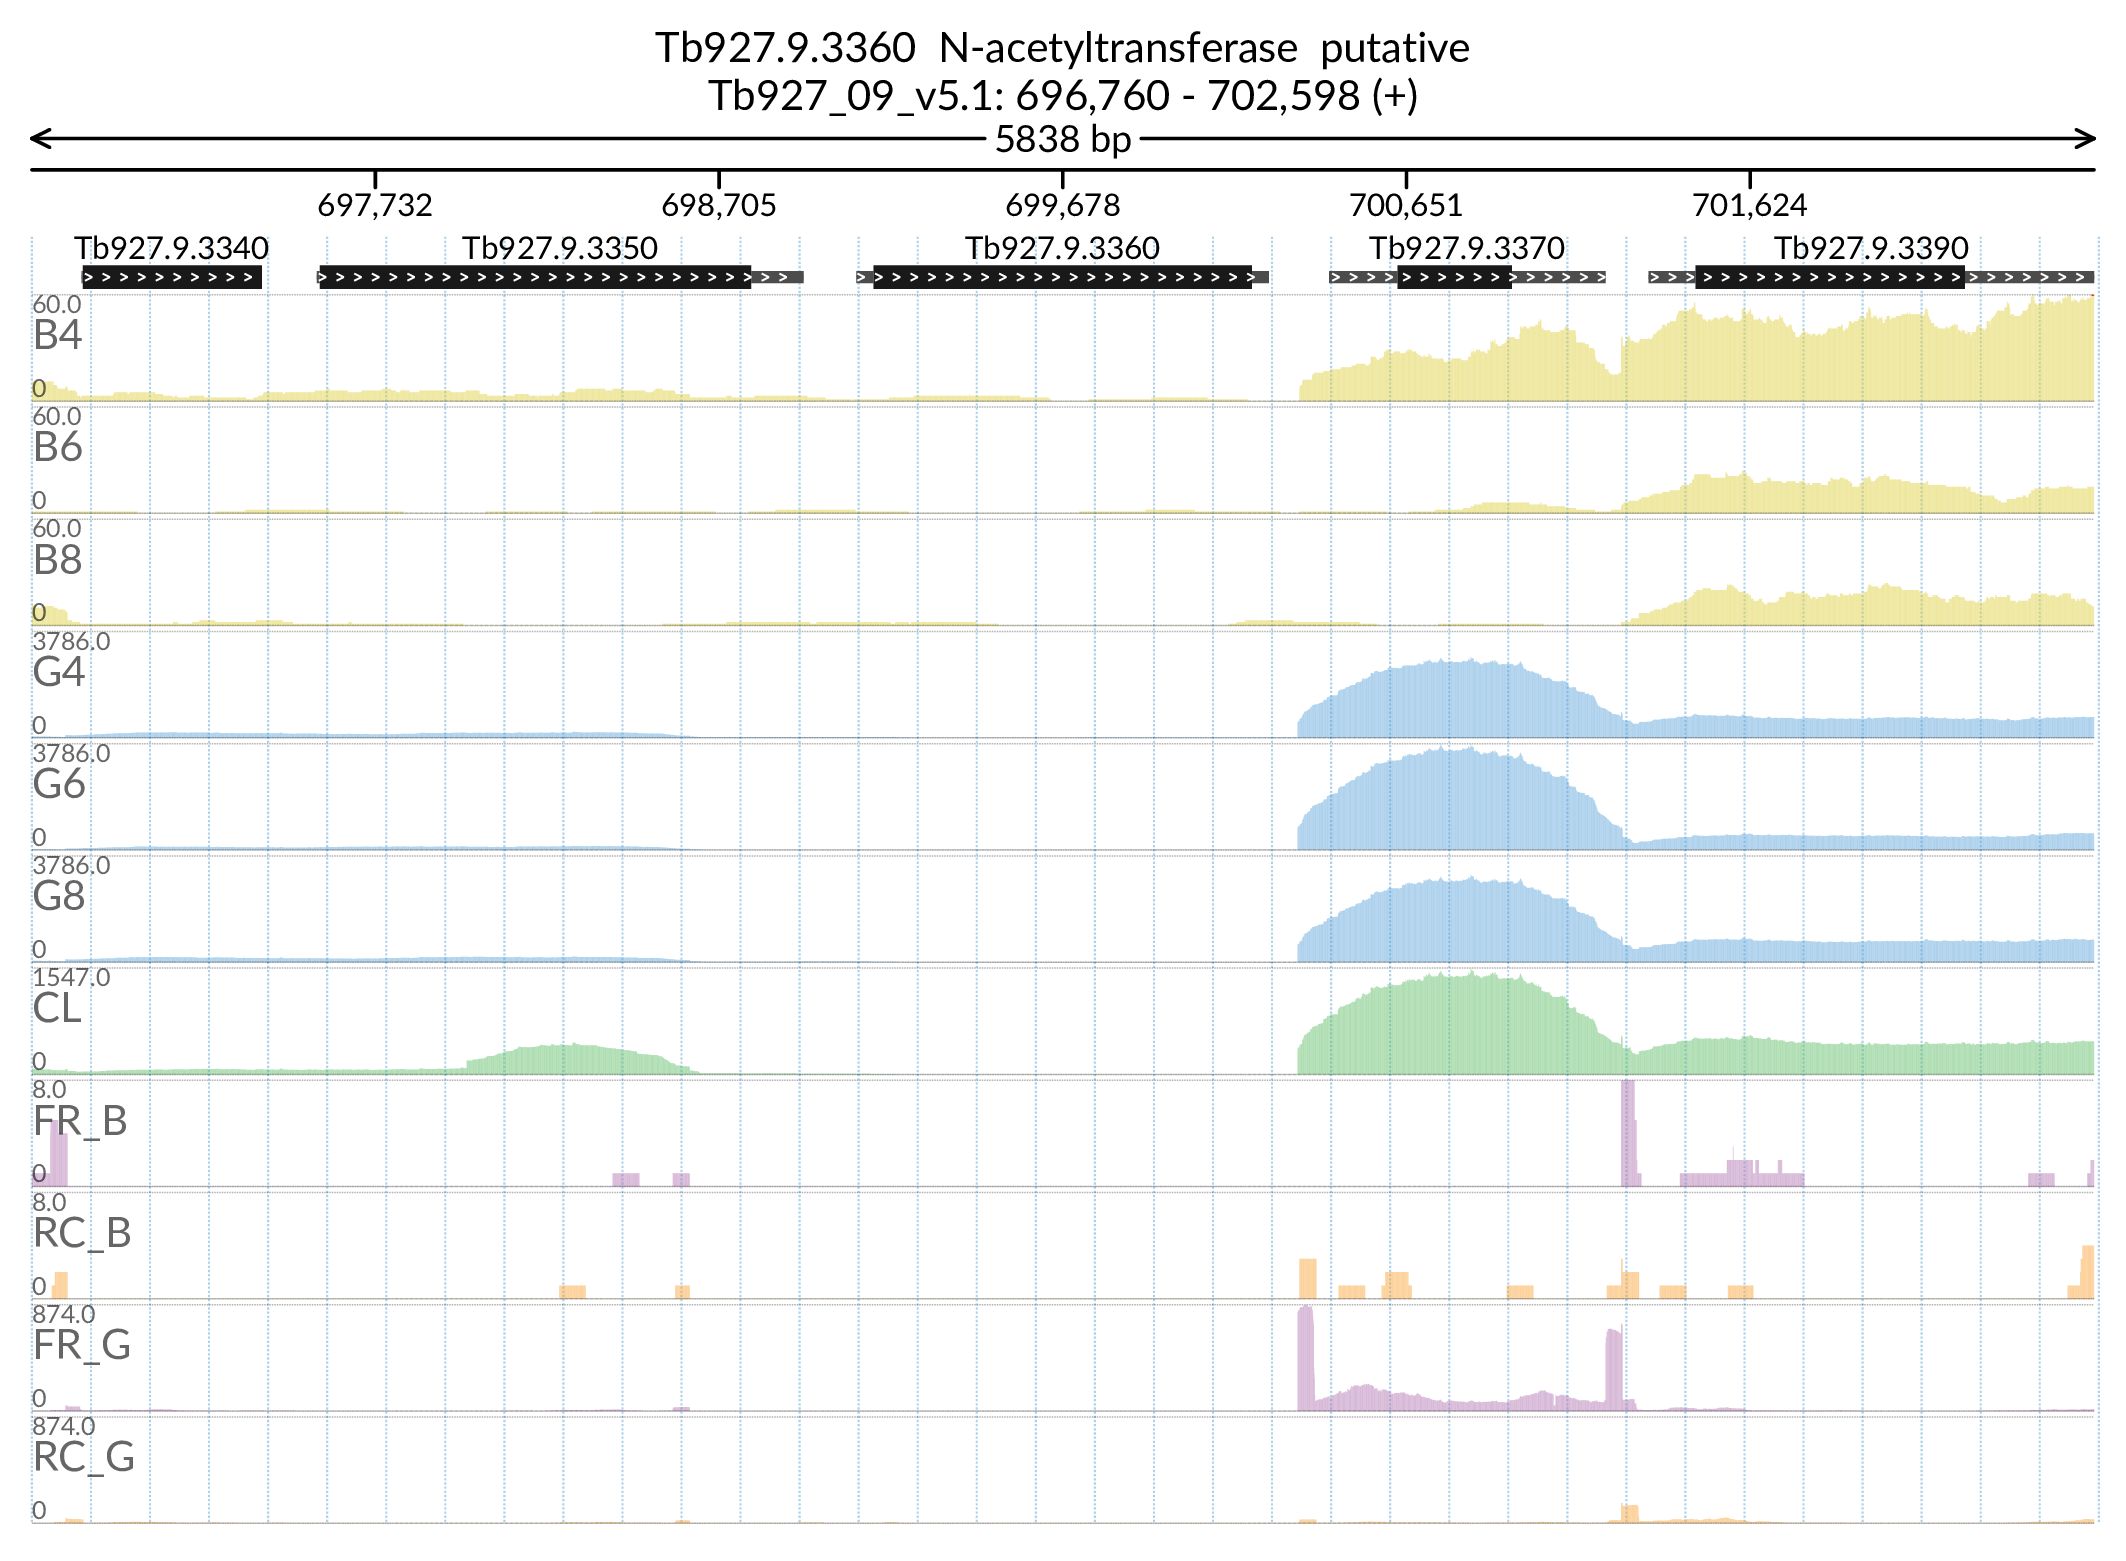 Tb927.9.3360 N-acetyltransferase putative
Tb927_09_v5.1: 696,760 - 702,598 (+)
5838 bp
697,732 698,705 699,678 700,651 701,624
Tb927.9.3340 Tb927.9.3350 Tb927.9.3360 Tb927.9.3370 Tb927.9.3390
60.0
B4
0
60.0
B6
0
60.0
B8
0
3786.0
G4
0
3786.0
G6
0
3786.0
G8
0
1547.0
CL
0
8.0
FR_B
0
8.0
RC_B
0
874.0
FR_G
0
874.0
RC_G
0